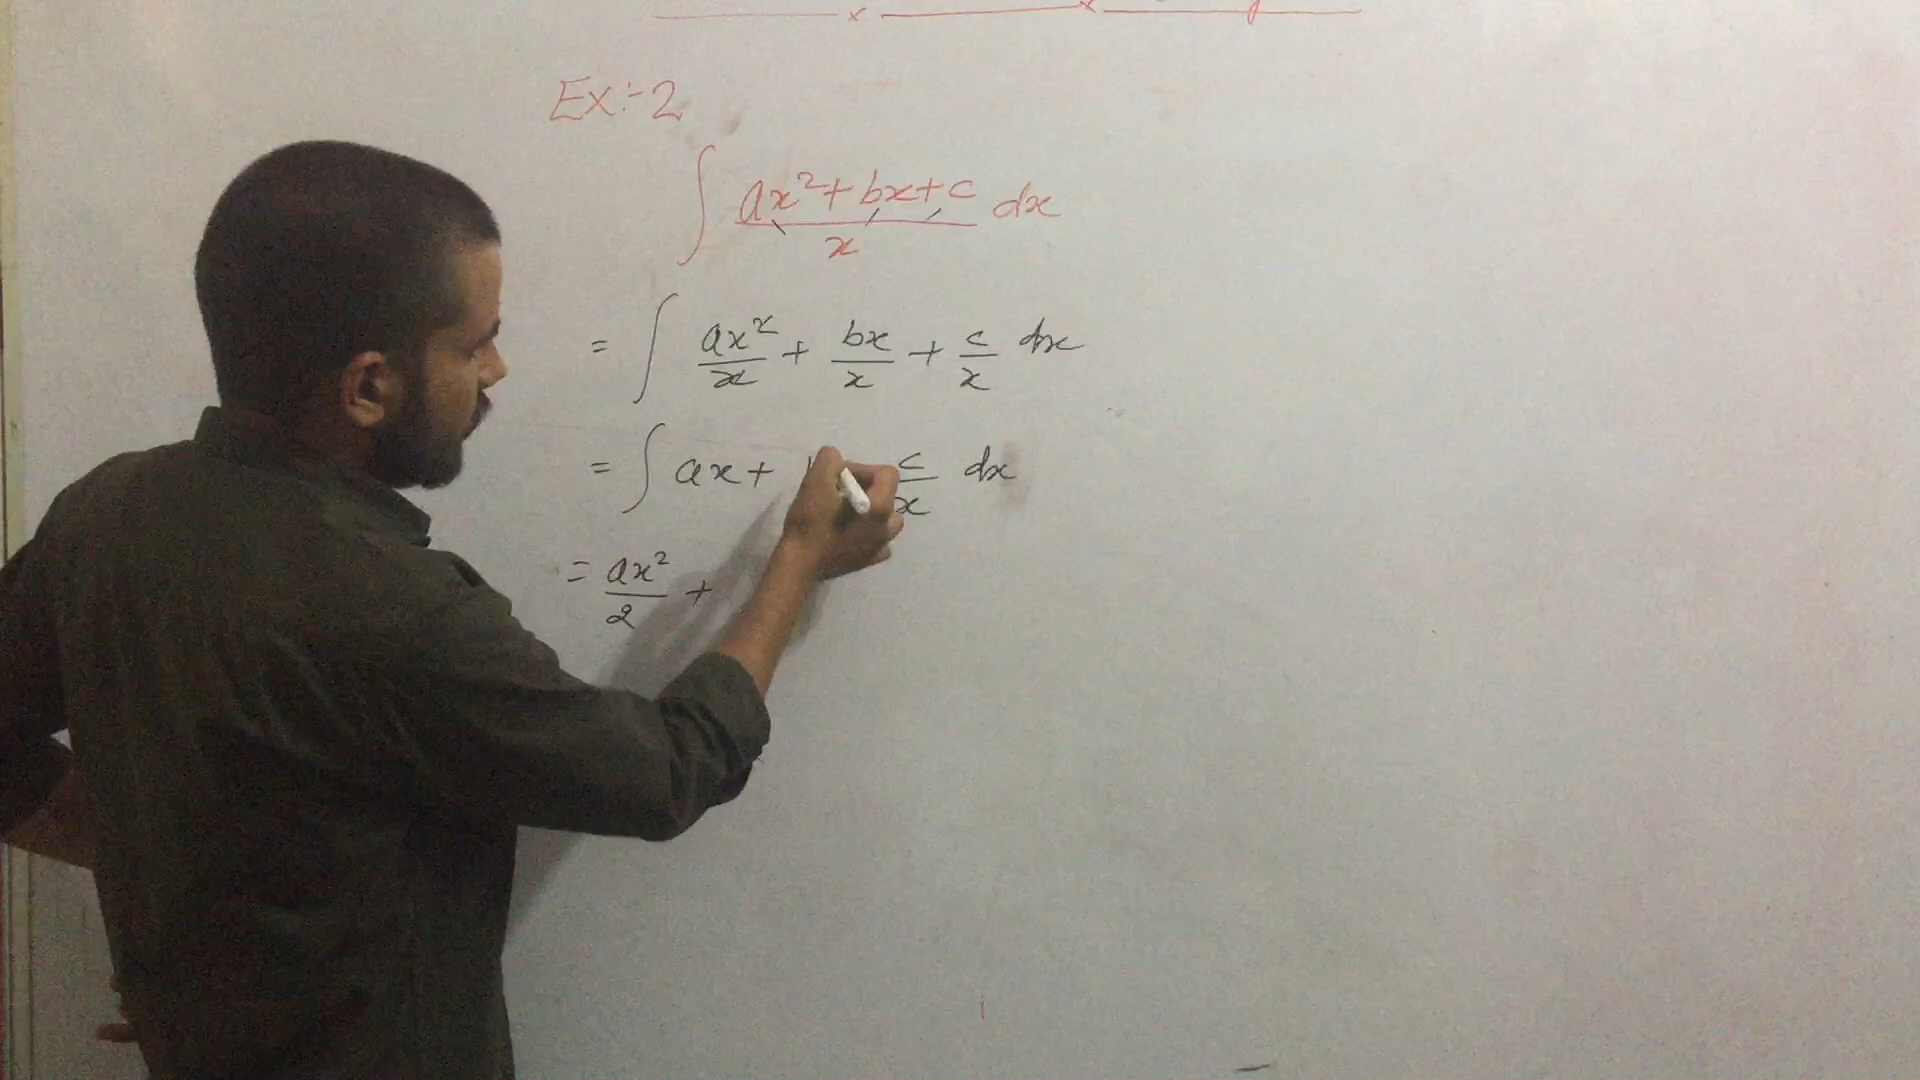 Ex:-2
∫ ax²+bx+c / x dx
= ∫ ax²/x + bx/x + c/x dx
= ∫ ax + c/x dx
= ax²/2 +